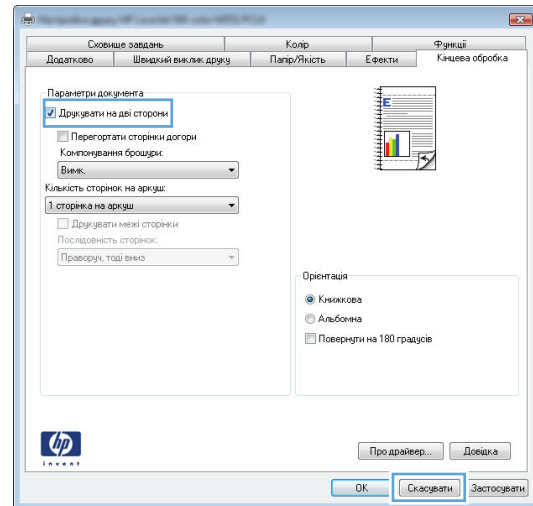 Сховище завдань Колір Функції
Додатково Швидкий виклик друку Папір/Якість Ефекти Кінцева обробка
Параметри документа
Друкувати на дві сторони
Перегортати сторінки догори
Компонування брошури:
Вимк.
Кількість сторінок на аркуш:
1 сторінка на аркуш
Друкувати межі сторінки
Послідовність сторінок:
Праворуч, тоді вниз
E
Орієнтація
Книжкова
Альбомна
Повернути на 180 градусів
hp
invent
Про драйвер... Довідка
OK Скасувати Застосувати